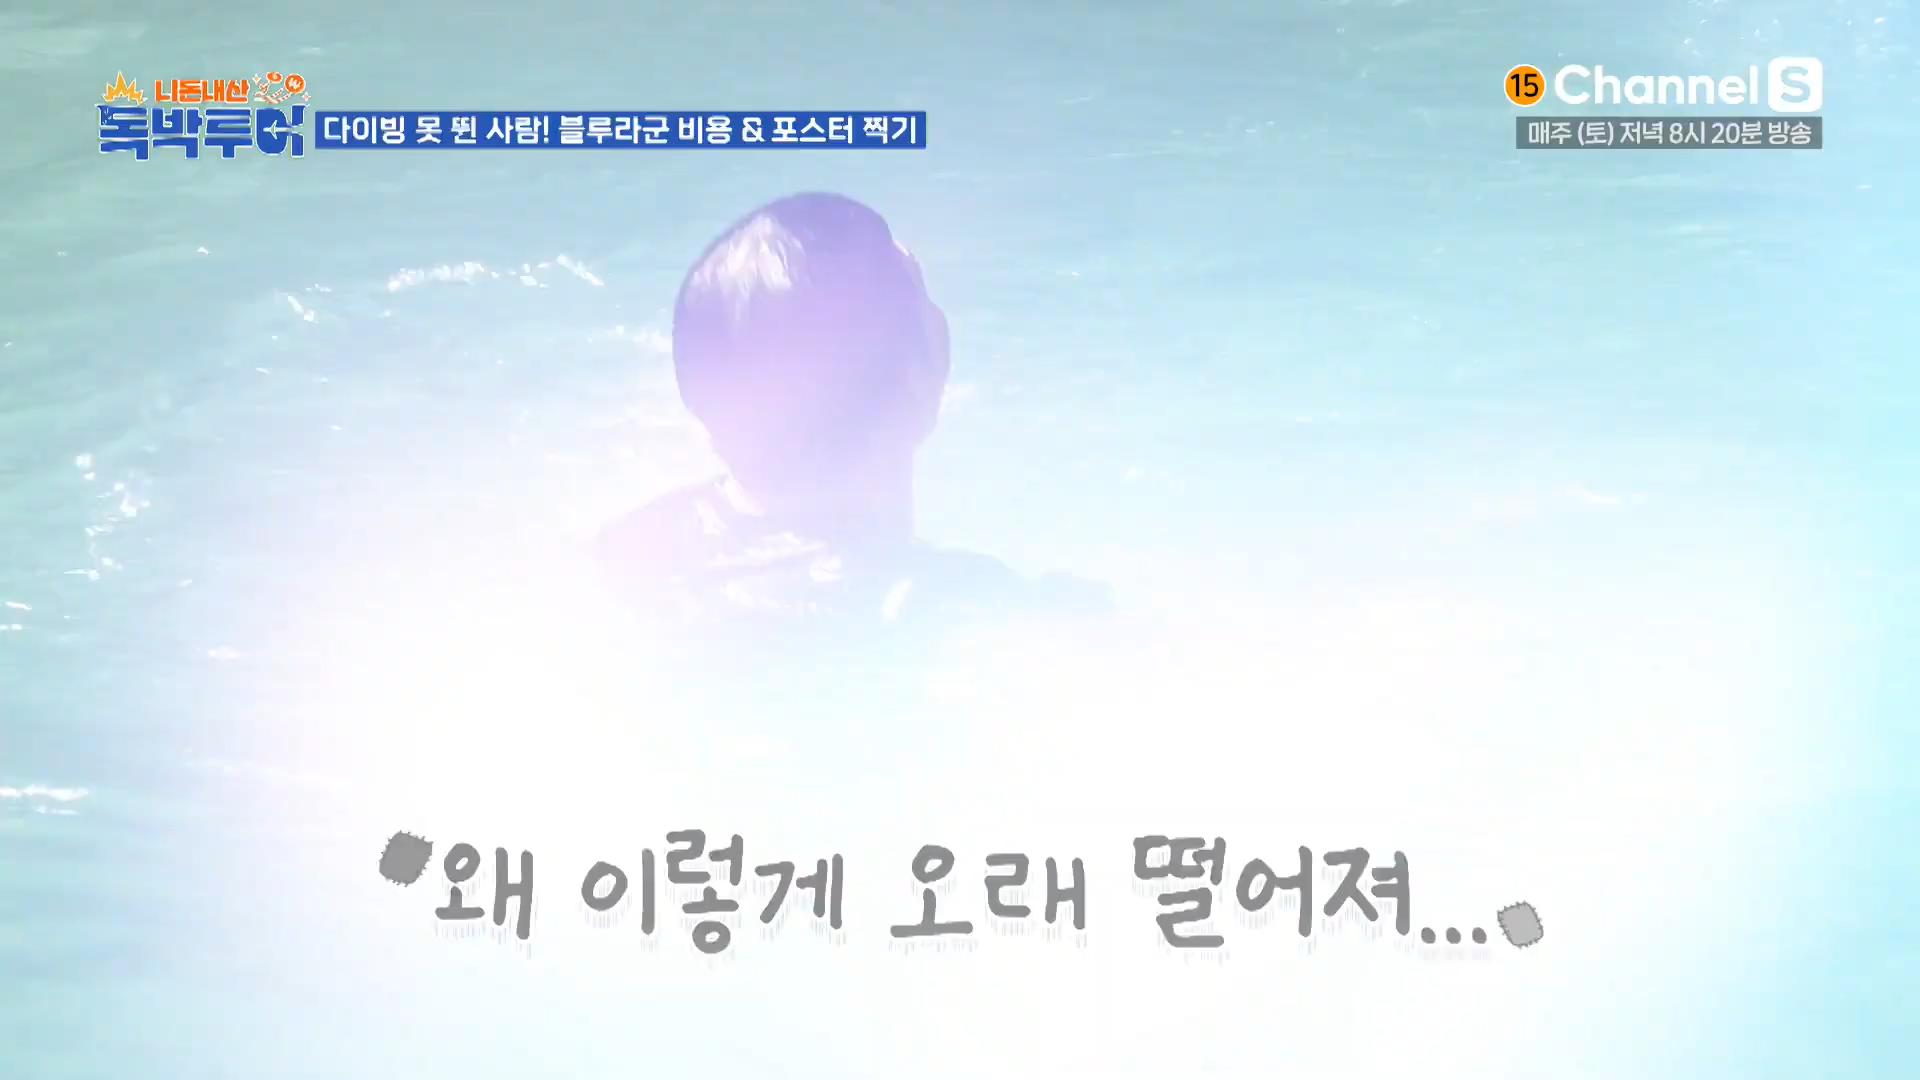 니돈내산
독박투어
다이빙 못 뛴 사람! 블루라군 비용 & 포스터 찍기
15 Channel S
매주 (토) 저녁 8시 20분 방송
왜 이렇게 오래 떨어져...